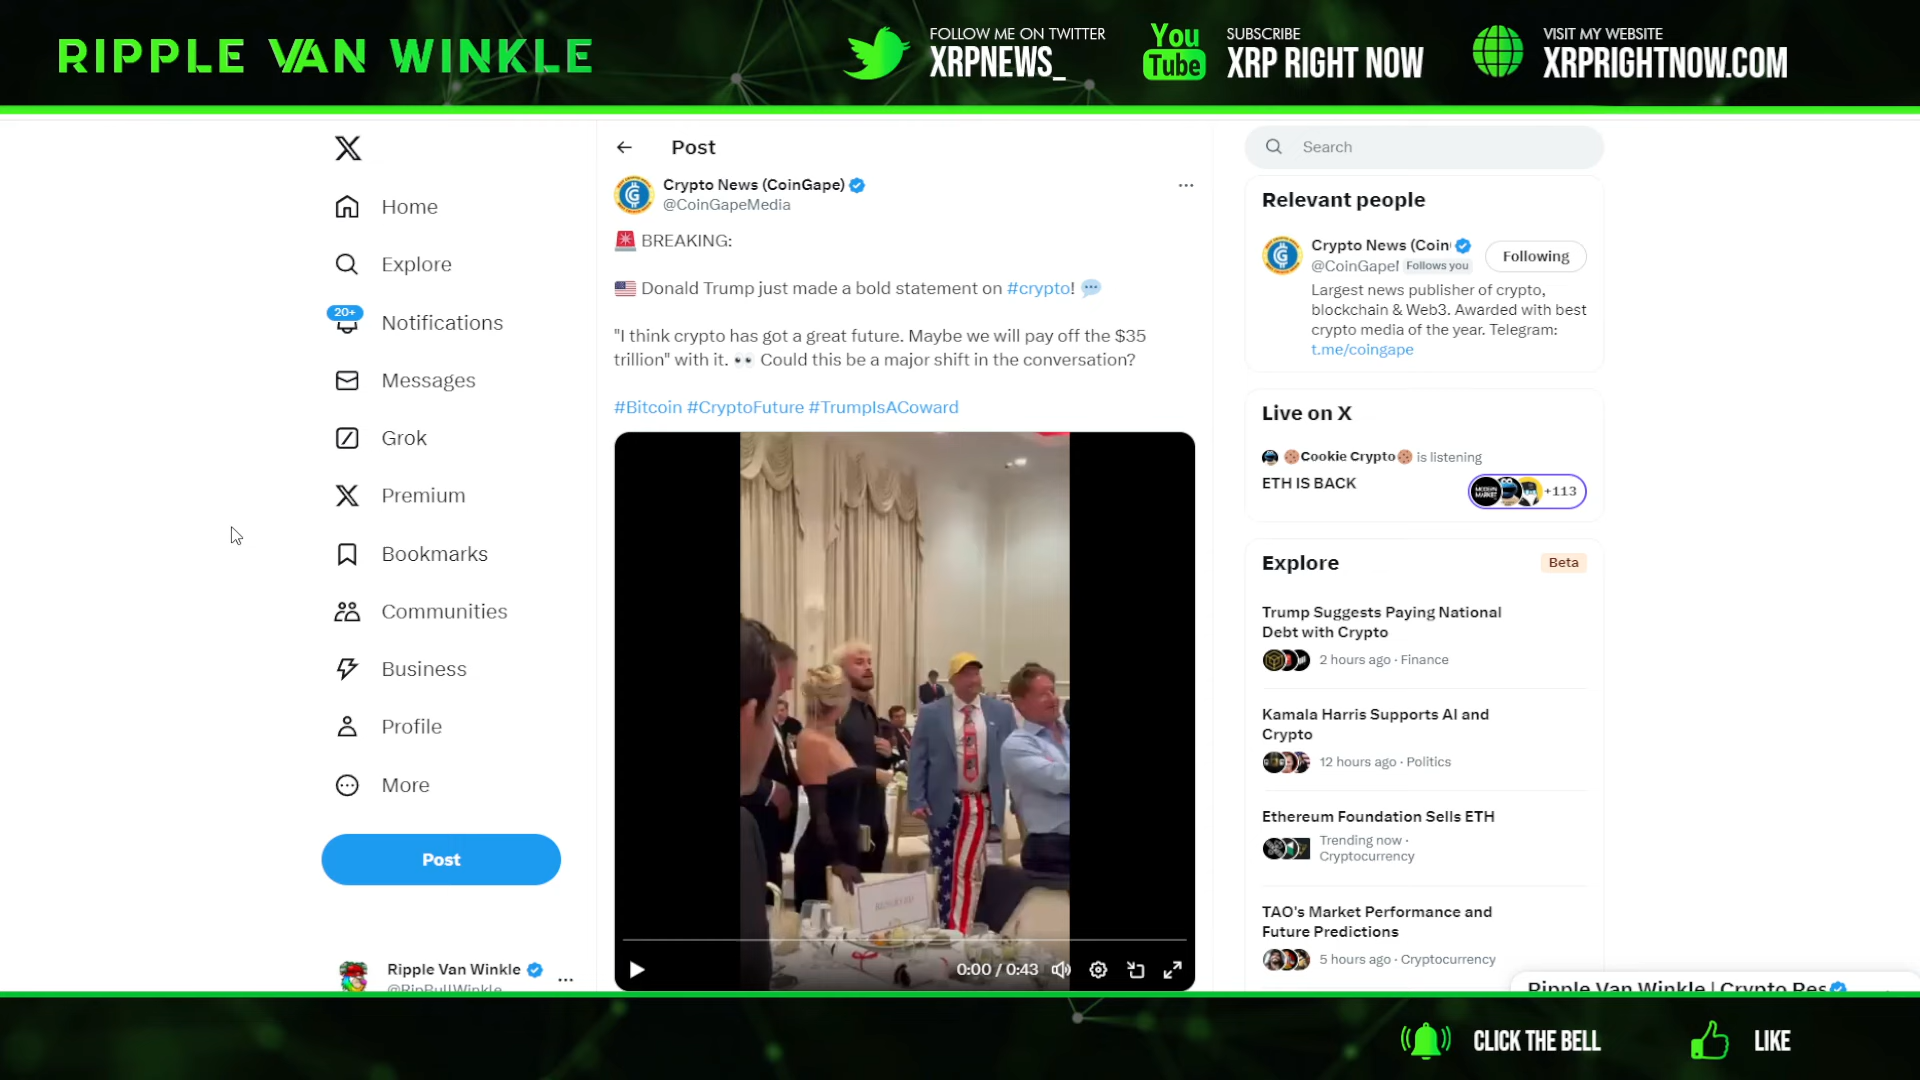 RIPPLE VAN WINKLE
FOLLOW ME ON TWITTER
XRPNEWS_
You
Tube
SUBSCRIBE
XRP RIGHT NOW
VISIT MY WEBSITE
XRPRIGHTNOW.COM
Home
Explore
20+
Notifications
Messages
Grok
Premium
Bookmarks
Communities
Business
Profile
More
Post
Ripple Van Winkle
@RipBullWinkle
Post
Crypto News (CoinGape)
@CoinGapeMedia
BREAKING:
Donald Trump just made a bold statement on #crypto!
"I think crypto has got a great future. Maybe we will pay off the $35
trillion" with it. 👀 Could this be a major shift in the conversation?
#Bitcoin #CryptoFuture #TrumpIsACoward
RESERVED
0:00 / 0:43
Search
Relevant people
Crypto News (Coin
@CoinGapeM Follows you
Following
Largest news publisher of crypto,
blockchain & Web3. Awarded with best
crypto media of the year. Telegram:
t.me/coingape
Live on X
Cookie Crypto is listening
ETH IS BACK
+113
Explore
Beta
Trump Suggests Paying National
Debt with Crypto
2 hours ago · Finance
Kamala Harris Supports AI and
Crypto
12 hours ago · Politics
Ethereum Foundation Sells ETH
Trending now ·
Cryptocurrency
TAO's Market Performance and
Future Predictions
5 hours ago · Cryptocurrency
Ripple Van Winkle | Crypto Res
CLICK THE BELL
LIKE